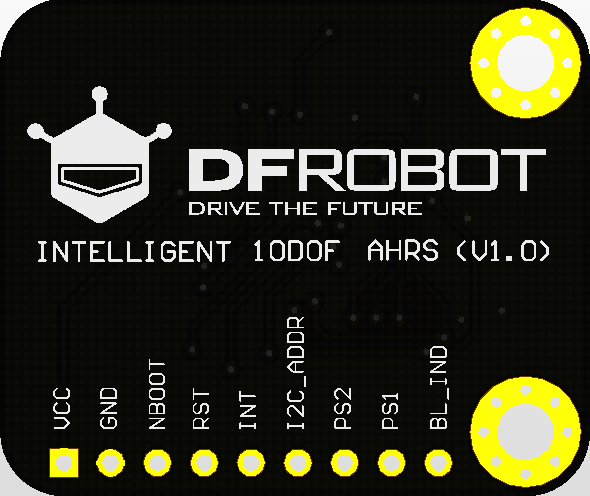 DFROBOT
DRIVE THE FUTURE
INTELLIGENT 10DOF AHRS (V1.0)
VCC
GND
NBOOT
RST
INT
I2C_ADDR
PS2
PS1
BL_IND